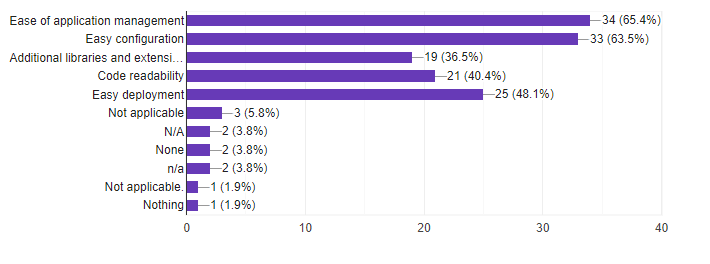 Ease of application management 34 (65.4%)
Easy configuration 33 (63.5%)
Additional libraries and extensi… 19 (36.5%)
Code readability 21 (40.4%)
Easy deployment 25 (48.1%)
Not applicable 3 (5.8%)
N/A 2 (3.8%)
None 2 (3.8%)
n/a 2 (3.8%)
Not applicable. 1 (1.9%)
Nothing 1 (1.9%)
0 10 20 30 40